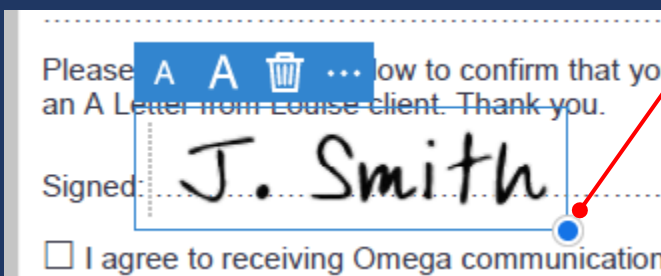 Please A A ... low to confirm that yo
an A Letter from Louise client. Thank you.
Signed: J. Smith
I agree to receiving Omega communication